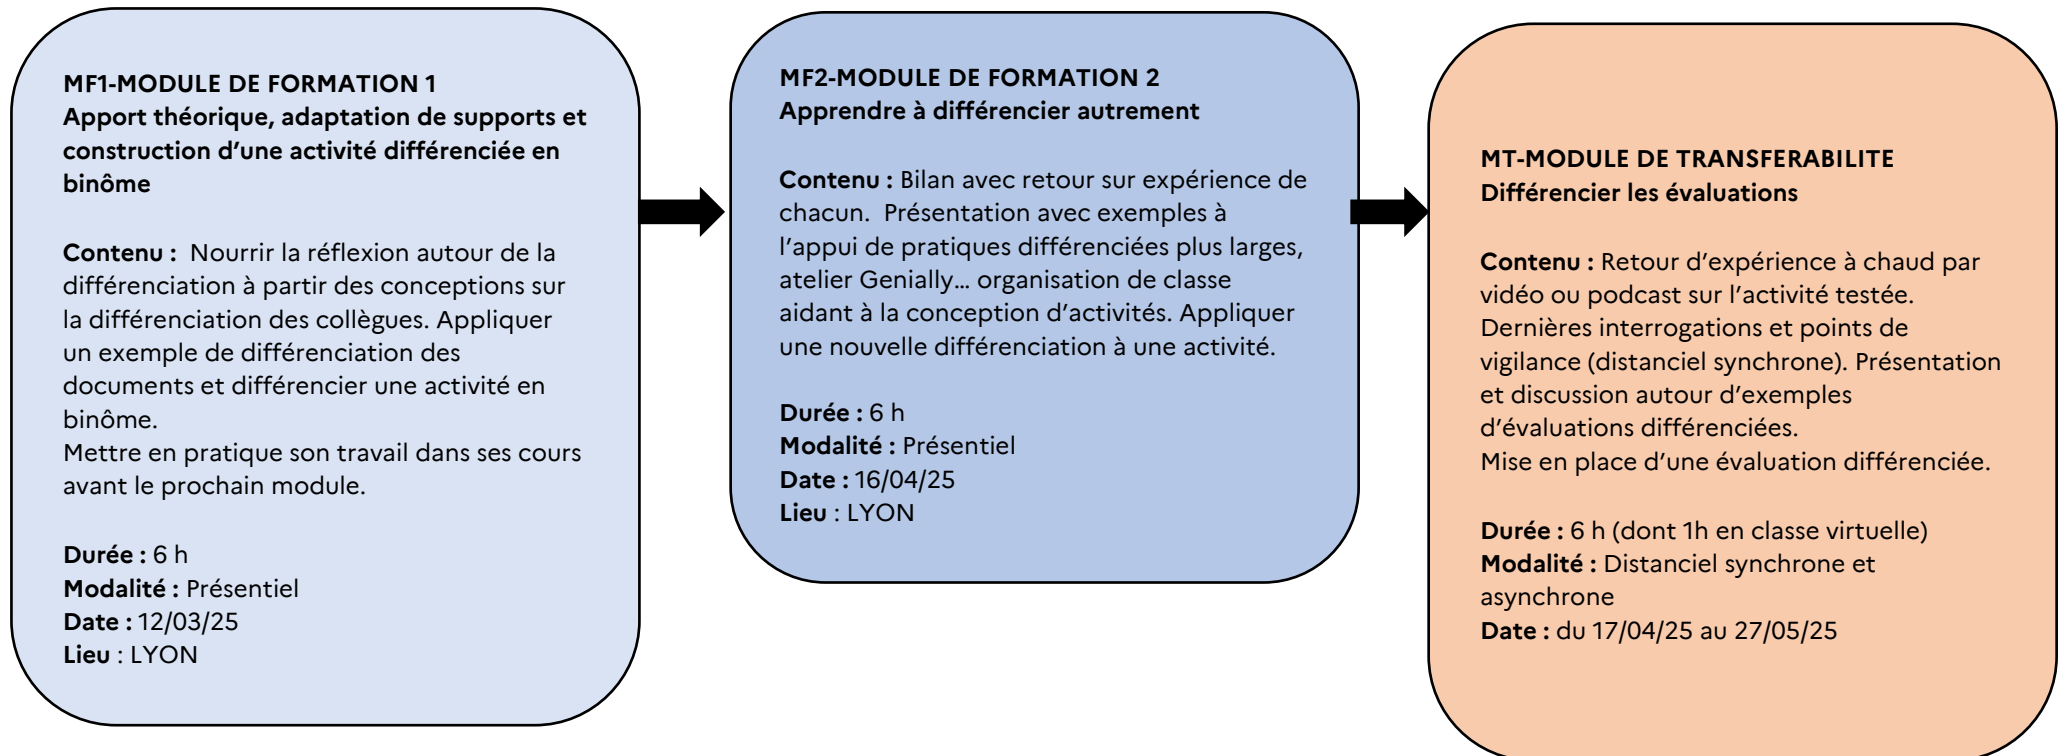 MF1-MODULE DE FORMATION 1
Apport théorique, adaptation de supports et
construction d’une activité différenciée en
binôme
Contenu :  Nourrir la réflexion autour de la
différenciation à partir des conceptions sur
la différenciation des collègues. Appliquer
un exemple de différenciation des
documents et différencier une activité en
binôme.
Mettre en pratique son travail dans ses cours
avant le prochain module.
Durée : 6 h
Modalité : Présentiel
Date : 12/03/25
Lieu : LYON
MF2-MODULE DE FORMATION 2
Apprendre à différencier autrement
Contenu : Bilan avec retour sur expérience de
chacun.  Présentation avec exemples à
l’appui de pratiques différenciées plus larges,
atelier Genially… organisation de classe
aidant à la conception d’activités. Appliquer
une nouvelle différenciation à une activité.
Durée : 6 h
Modalité : Présentiel
Date : 16/04/25
Lieu : LYON
MT-MODULE DE TRANSFERABILITE
Différencier les évaluations
Contenu : Retour d’expérience à chaud par
vidéo ou podcast sur l’activité testée.
Dernières interrogations et points de
vigilance (distanciel synchrone). Présentation
et discussion autour d’exemples
d’évaluations différenciées.
Mise en place d’une évaluation différenciée.
Durée : 6 h (dont 1h en classe virtuelle)
Modalité : Distanciel synchrone et
asynchrone
Date : du 17/04/25 au 27/05/25